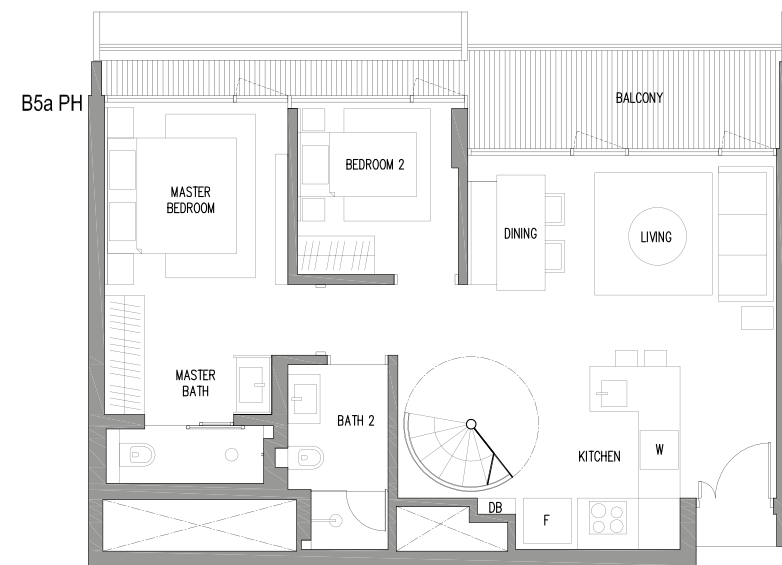 BALCONY
B5a PH
BEDROOM 2
MASTER
BEDROOM
DINING
LIVING
MASTER
BATH
BATH 2
KITCHEN
W
DB
F